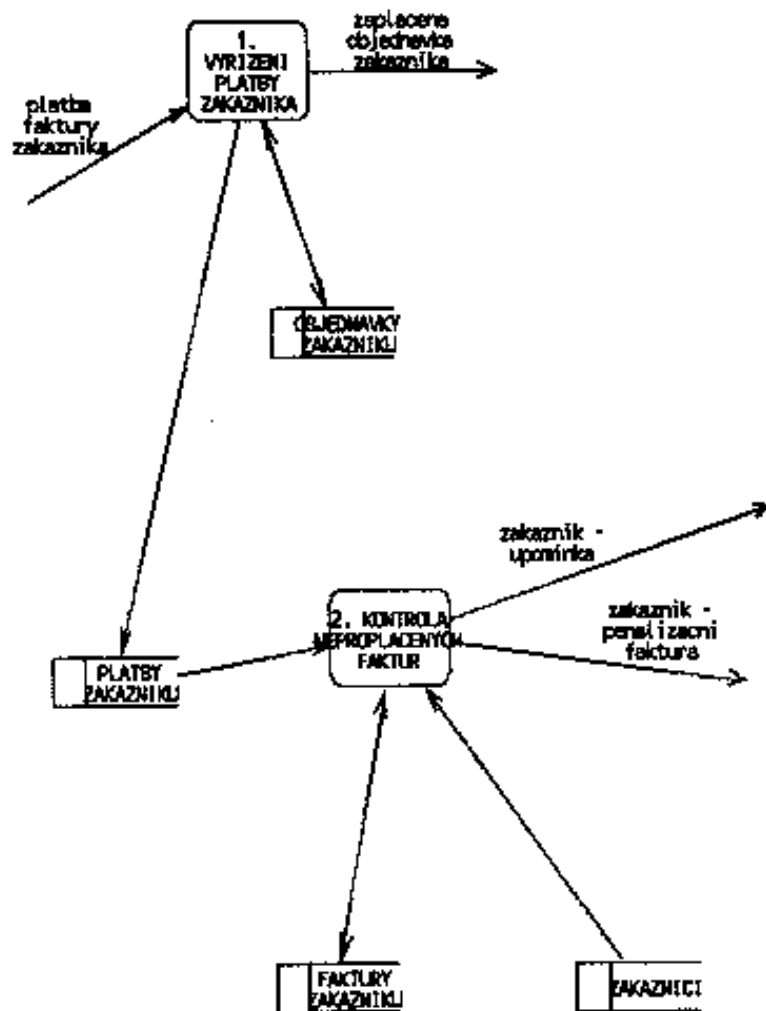 zaplacena
objednavka
zakaznika
1.
VYRIZENI
PLATBY
ZAKAZNIKA
platba
faktury
zakaznika
OBJEDNAVKY
ZAKAZNIKU
zakaznik -
upominka
2. KONTROLA
NEPROPLACENYCH
FAKTUR
zakaznik -
penalizacni
faktura
PLATBY
ZAKAZNIKU
FAKTURY
ZAKAZNIKU
ZAKAZNICI